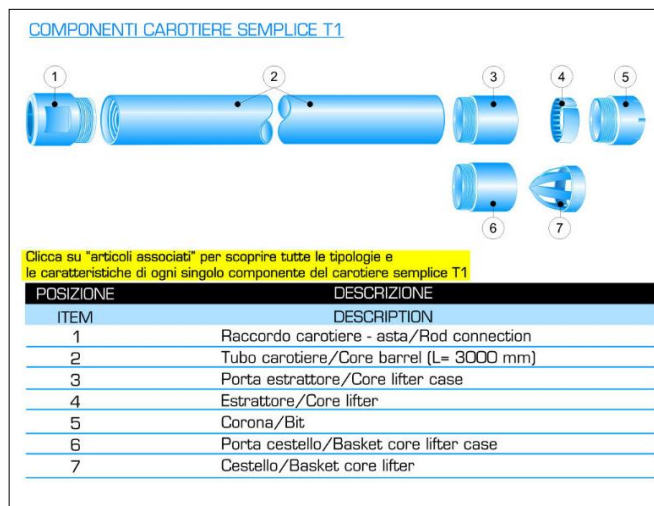 COMPONENTI CAROTIERE SEMPLICE T1
1 2 3 4 5
6 7
Clicca su "articoli associati" per scoprire tutte le tipologie e
le caratteristiche di ogni singolo componente del carotiere semplice T1
POSIZIONE DESCRIZIONE
ITEM DESCRIPTION
1 Raccordo carotiere - asta/Rod connection
2 Tubo carotiere/Core barrel (L= 3000 mm)
3 Porta estrattore/Core lifter case
4 Estrattore/Core lifter
5 Corona/Bit
6 Porta cestello/Basket core lifter case
7 Cestello/Basket core lifter